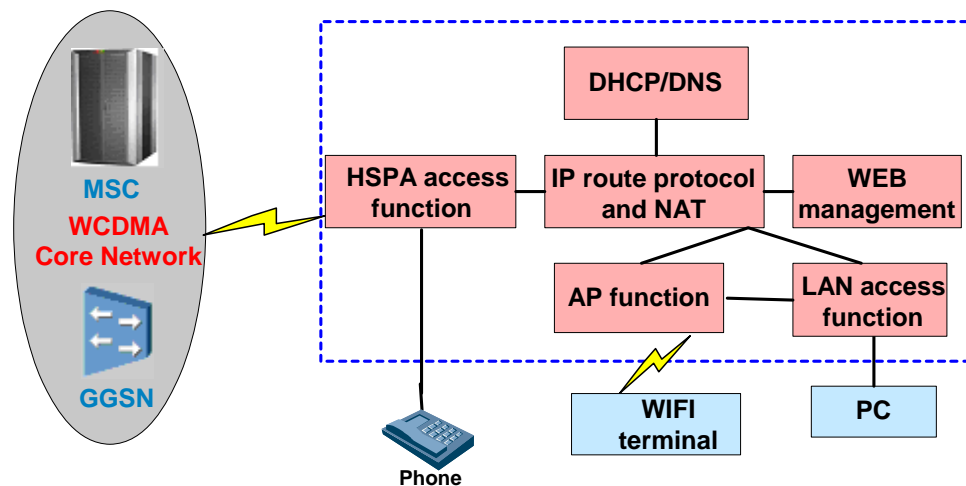 MSC
WCDMA
Core Network
GGSN
DHCP/DNS
HSPA access
function
IP route protocol
and NAT
WEB
management
AP function
LAN access
function
WIFI
terminal
PC
Phone